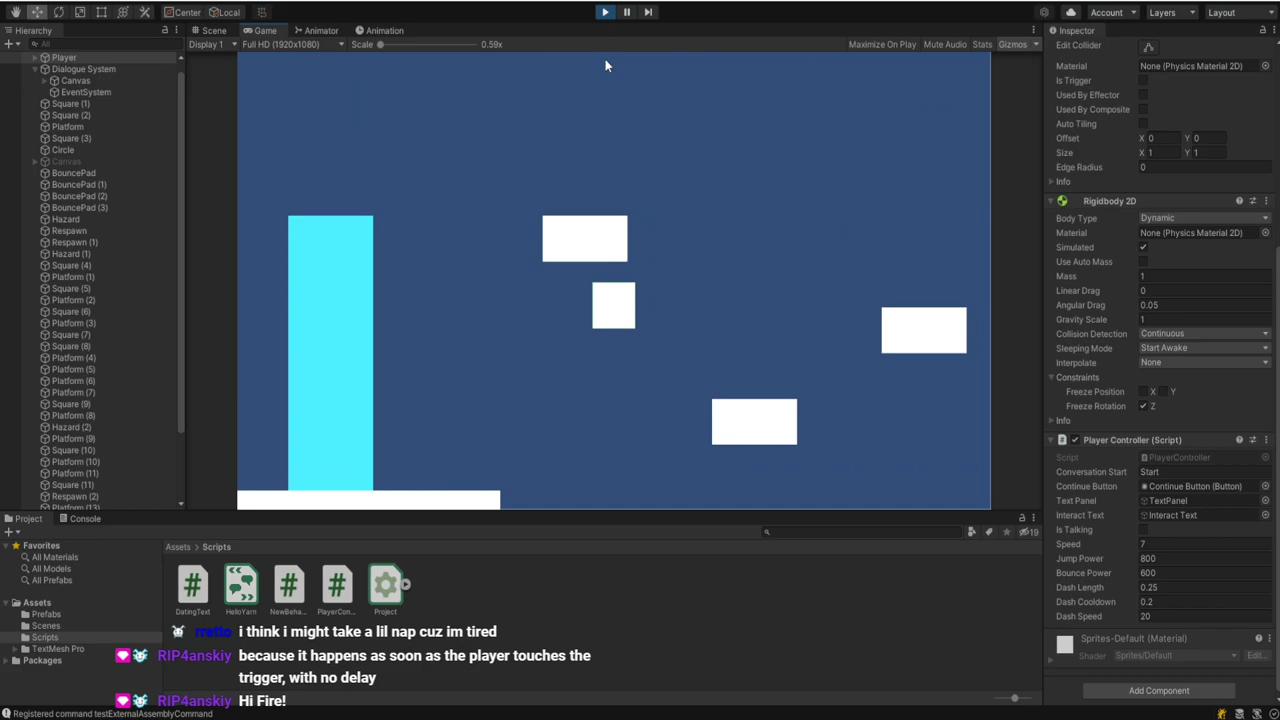 Center
Local
Account
Layers
Layout
Hierarchy
Scene
Game
Animator
Animation
Inspector
All
Display 1
Full HD (1920x1080)
Scale
0.59x
Maximize On Play
Mute Audio
Stats
Gizmos
Player
Dialogue System
Canvas
EventSystem
Square (1)
Square (2)
Platform
Square (3)
Circle
Canvas
BouncePad
BouncePad (1)
BouncePad (2)
BouncePad (3)
Hazard
Respawn
Respawn (1)
Hazard (1)
Square (4)
Platform (1)
Square (5)
Platform (2)
Square (6)
Platform (3)
Square (7)
Square (8)
Platform (4)
Platform (5)
Platform (6)
Platform (7)
Square (9)
Platform (8)
Hazard (2)
Platform (9)
Square (10)
Platform (10)
Platform (11)
Square (11)
Respawn (2)
Platform (13)
Edit Collider
Material None (Physics Material 2D)
Is Trigger
Used By Effector
Used By Composite
Auto Tiling
Offset X 0 Y 0
Size X 1 Y 1
Edge Radius 0
Info
Rigidbody 2D
Body Type Dynamic
Material None (Physics Material 2D)
Simulated
Use Auto Mass
Mass 1
Linear Drag 0
Angular Drag 0.05
Gravity Scale 1
Collision Detection Continuous
Sleeping Mode Start Awake
Interpolate None
Constraints
Freeze Position X Y
Freeze Rotation Z
Info
Player Controller (Script)
Script PlayerController
Conversation Start Start
Continue Button Continue Button (Button)
Text Panel TextPanel
Interact Text Interact Text
Is Talking
Speed 7
Jump Power 800
Bounce Power 600
Dash Length 0.25
Dash Cooldown 0.2
Dash Speed 20
Sprites-Default (Material)
Shader Sprites/Default Edit...
Add Component
Project
Console
19
Favorites
All Materials
All Models
All Prefabs
Assets
Prefabs
Scenes
Scripts
TextMesh Pro
Packages
Assets
Scripts
DatingText
HelloYarn
NewBeha...
PlayerCon...
Project
rretto i think i might take a lil nap cuz im tired
RIP4anskiy because it happens as soon as the player touches the
trigger, with no delay
RIP4anskiy Hi Fire!
Registered command testExternalAssemblyCommand